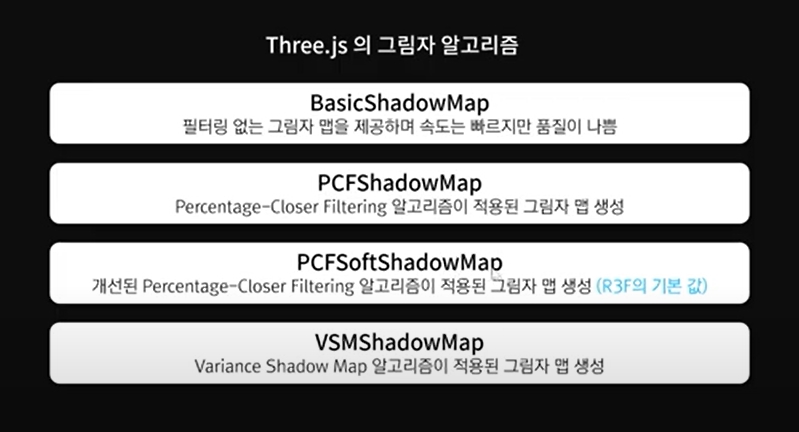 Three.js 의 그림자 알고리즘
BasicShadowMap
필터링 없는 그림자 맵을 제공하며 속도는 빠르지만 품질이 나쁨
PCFShadowMap
Percentage-Closer Filtering 알고리즘이 적용된 그림자 맵 생성
PCFSoftShadowMap
개선된 Percentage-Closer Filtering 알고리즘이 적용된 그림자 맵 생성 (R3F의 기본 값)
VSMShadowMap
Variance Shadow Map 알고리즘이 적용된 그림자 맵 생성